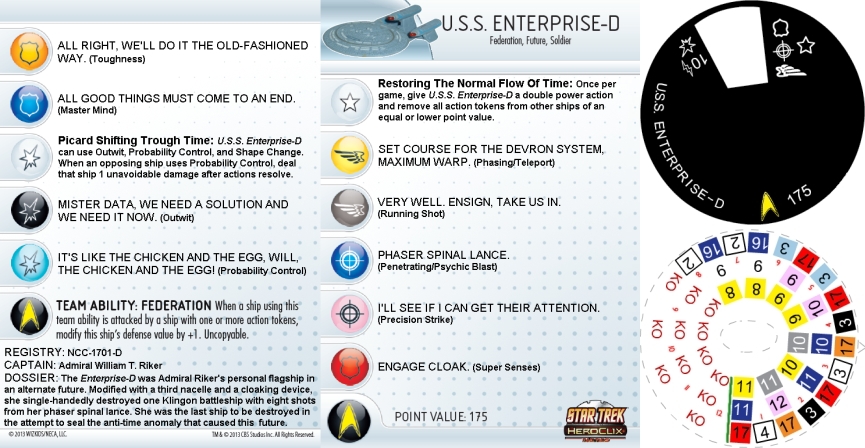 ALL RIGHT, WE'LL DO IT THE OLD-FASHIONED
WAY. (Toughness)
ALL GOOD THINGS MUST COME TO AN END.
(Master Mind)
Picard Shifting Trough Time: U.S.S. Enterprise-D
can use Outwit, Probability Control, and Shape Change.
When an opposing ship uses Probability Control, deal
that ship 1 unavoidable damage after actions resolve.
MISTER DATA, WE NEED A SOLUTION AND
WE NEED IT NOW. (Outwit)
IT'S LIKE THE CHICKEN AND THE EGG, WILL,
THE CHICKEN AND THE EGG! (Probability Control)
TEAM ABILITY: FEDERATION When a ship using this
team ability is attacked by a ship with one or more action tokens,
modify this ship's defense value by +1. Uncopyable.
REGISTRY: NCC-1701-D
CAPTAIN: Admiral William T. Riker
DOSSIER: The Enterprise-D was Admiral Riker's personal flagship in
an alternate future. Modified with a third nacelle and a cloaking device,
she single-handedly destroyed one Klingon battleship with eight shots
from her phaser spinal lance. She was the last ship to be destroyed in
the attempt to seal the anti-time anomaly that caused this future.
© 2013 WIZKIDS/NECA, LLC.
TM & © 2013 CBS Studios Inc. All Rights Reserved.
U.S.S. ENTERPRISE-D
Federation, Future, Soldier
Restoring The Normal Flow Of Time: Once per
game, give U.S.S. Enterprise-D a double power action
and remove all action tokens from other ships of an
equal or lower point value.
SET COURSE FOR THE DEVRON SYSTEM,
MAXIMUM WARP. (Phasing/Teleport)
VERY WELL. ENSIGN, TAKE US IN.
(Running Shot)
PHASER SPINAL LANCE.
(Penetrating/Psychic Blast)
I'LL SEE IF I CAN GET THEIR ATTENTION.
(Precision Strike)
ENGAGE CLOAK. (Super Senses)
POINT VALUE: 175
STAR TREK
HEROCLIX
10
U.S.S. ENTERPRISE-D
175
2 16 2 16 3 17 3 17 3 17 3 17 3 17 4 17
8 8 9 9 9 10 10 10 10 11 12 11 11
KO KO KO KO KO KO KO KO KO KO KO KO